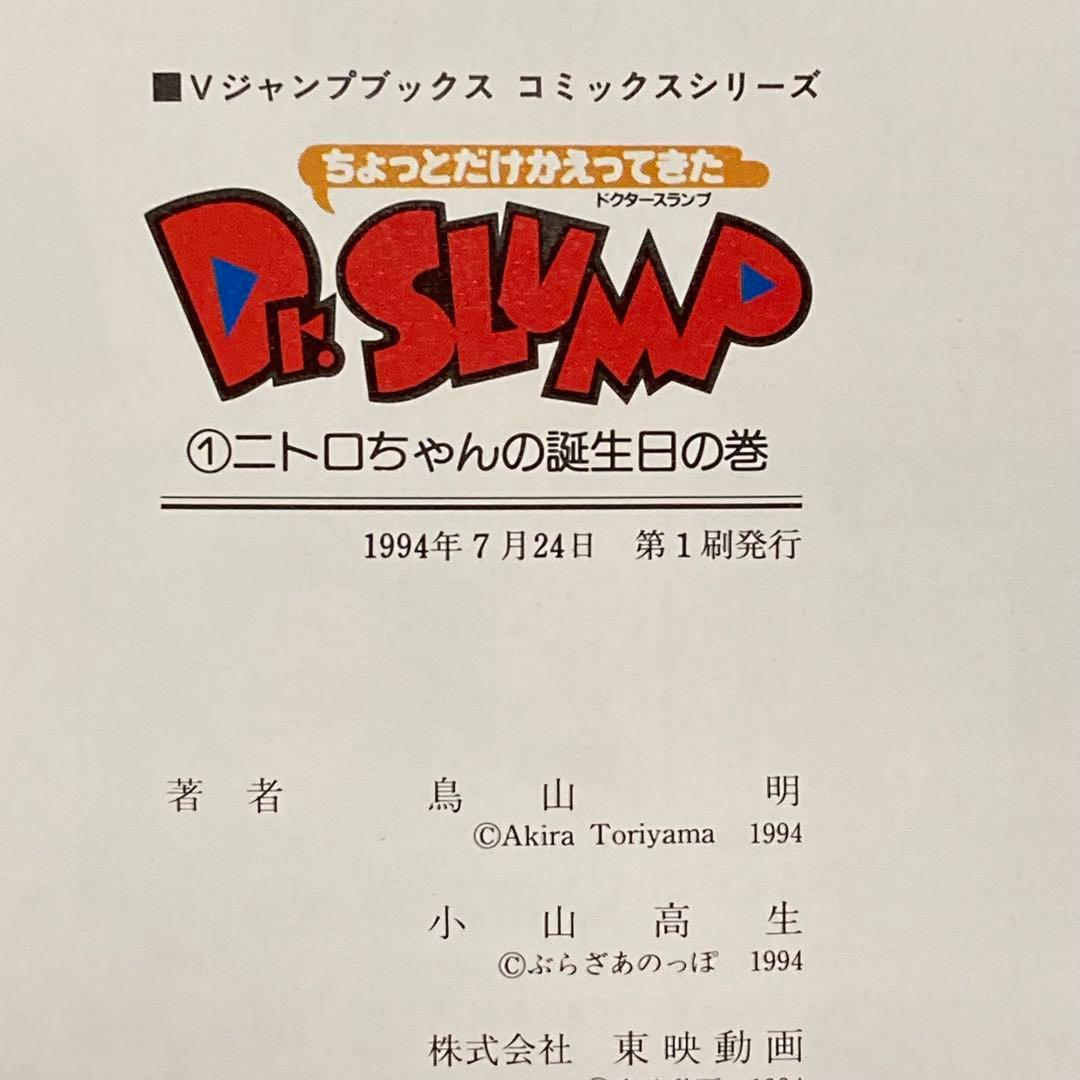 ■Vジャンプブックス コミックスシリーズ
ちょっとだけかえってきた
ドクタースランプ
Dr.SLUMP
①ニトロちゃんの誕生日の巻
1994年7月24日 第1刷発行
著者 鳥山 明
©Akira Toriyama 1994
小山高生
©ぶらざあのっぽ 1994
株式会社 東映動画